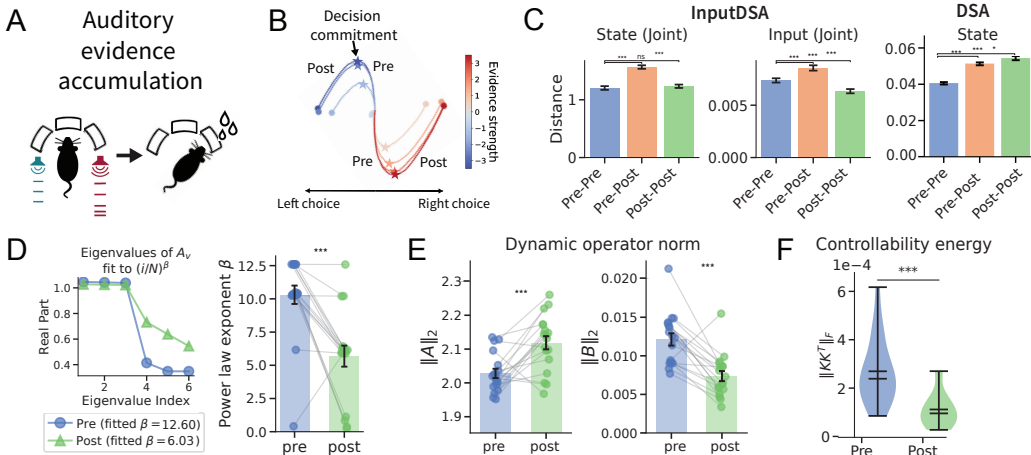 A
Auditory
evidence
accumulation
B
Decision
commitment
Post
Pre
Pre
Post
Left choice
Right choice
Evidence strength
3
2
1
0
−1
−2
−3
C
InputDSA
DSA
State (Joint)
Input (Joint)
State
Distance
1
0
*** ns ***
Pre-Pre
Pre-Post
Post-Post
0.005
0.000
*** *** ***
Pre-Pre
Pre-Post
Post-Post
0.06
0.04
0.02
0.00
*** *** *
Pre-Pre
Pre-Post
Post-Post
D
Eigenvalues of A_v
fit to (i/N)^β
Real Part
1.0
0.8
0.6
0.4
2 4 6
Eigenvalue Index
Pre (fitted β = 12.60)
Post (fitted β = 6.03)
Power law exponent β
12.5
10.0
7.5
5.0
2.5
0.0
***
pre post
E
Dynamic operator norm
‖A‖₂
2.3
2.2
2.1
2.0
1.9
***
pre post
‖B‖₂
0.020
0.015
0.010
0.005
0.000
***
pre post
F
Controllability energy
1e−4
‖KKᵀ‖_F
6
4
2
0
***
Pre Post